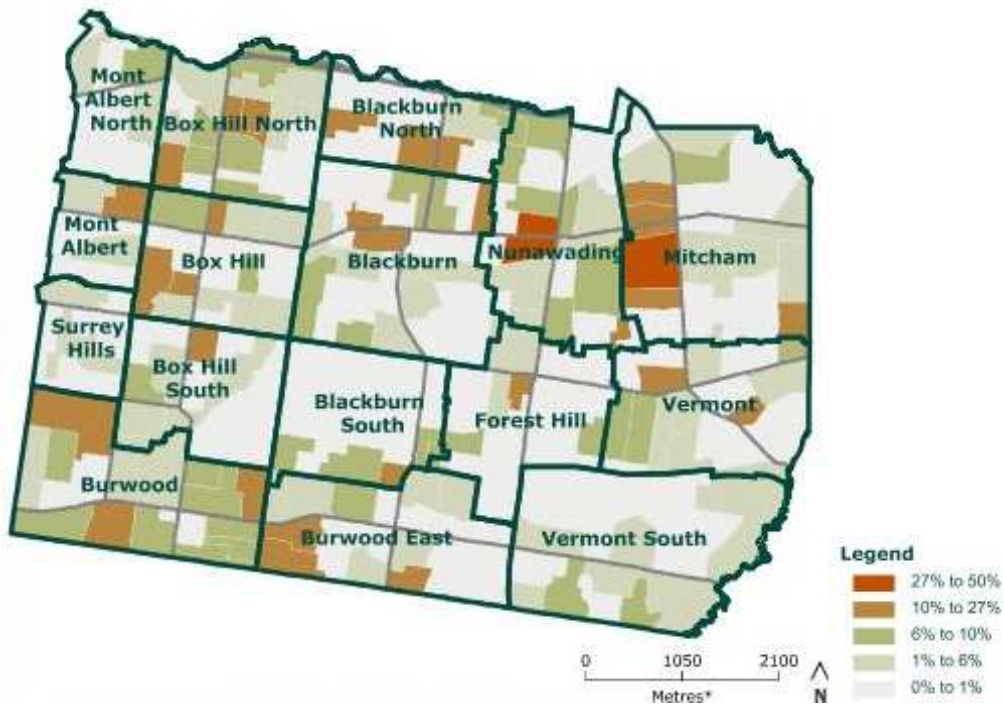 Mont
Albert
North
Box Hill North
Blackburn
North
Mont
Albert
Box Hill
Blackburn
Nunawading
Mitcham
Surrey
Hills
Box Hill
South
Blackburn
South
Forest Hill
Vermont
Burwood
Burwood East
Vermont South
Legend
27% to 50%
10% to 27%
6% to 10%
1% to 6%
0% to 1%
0 1050 2100
Metres*
N